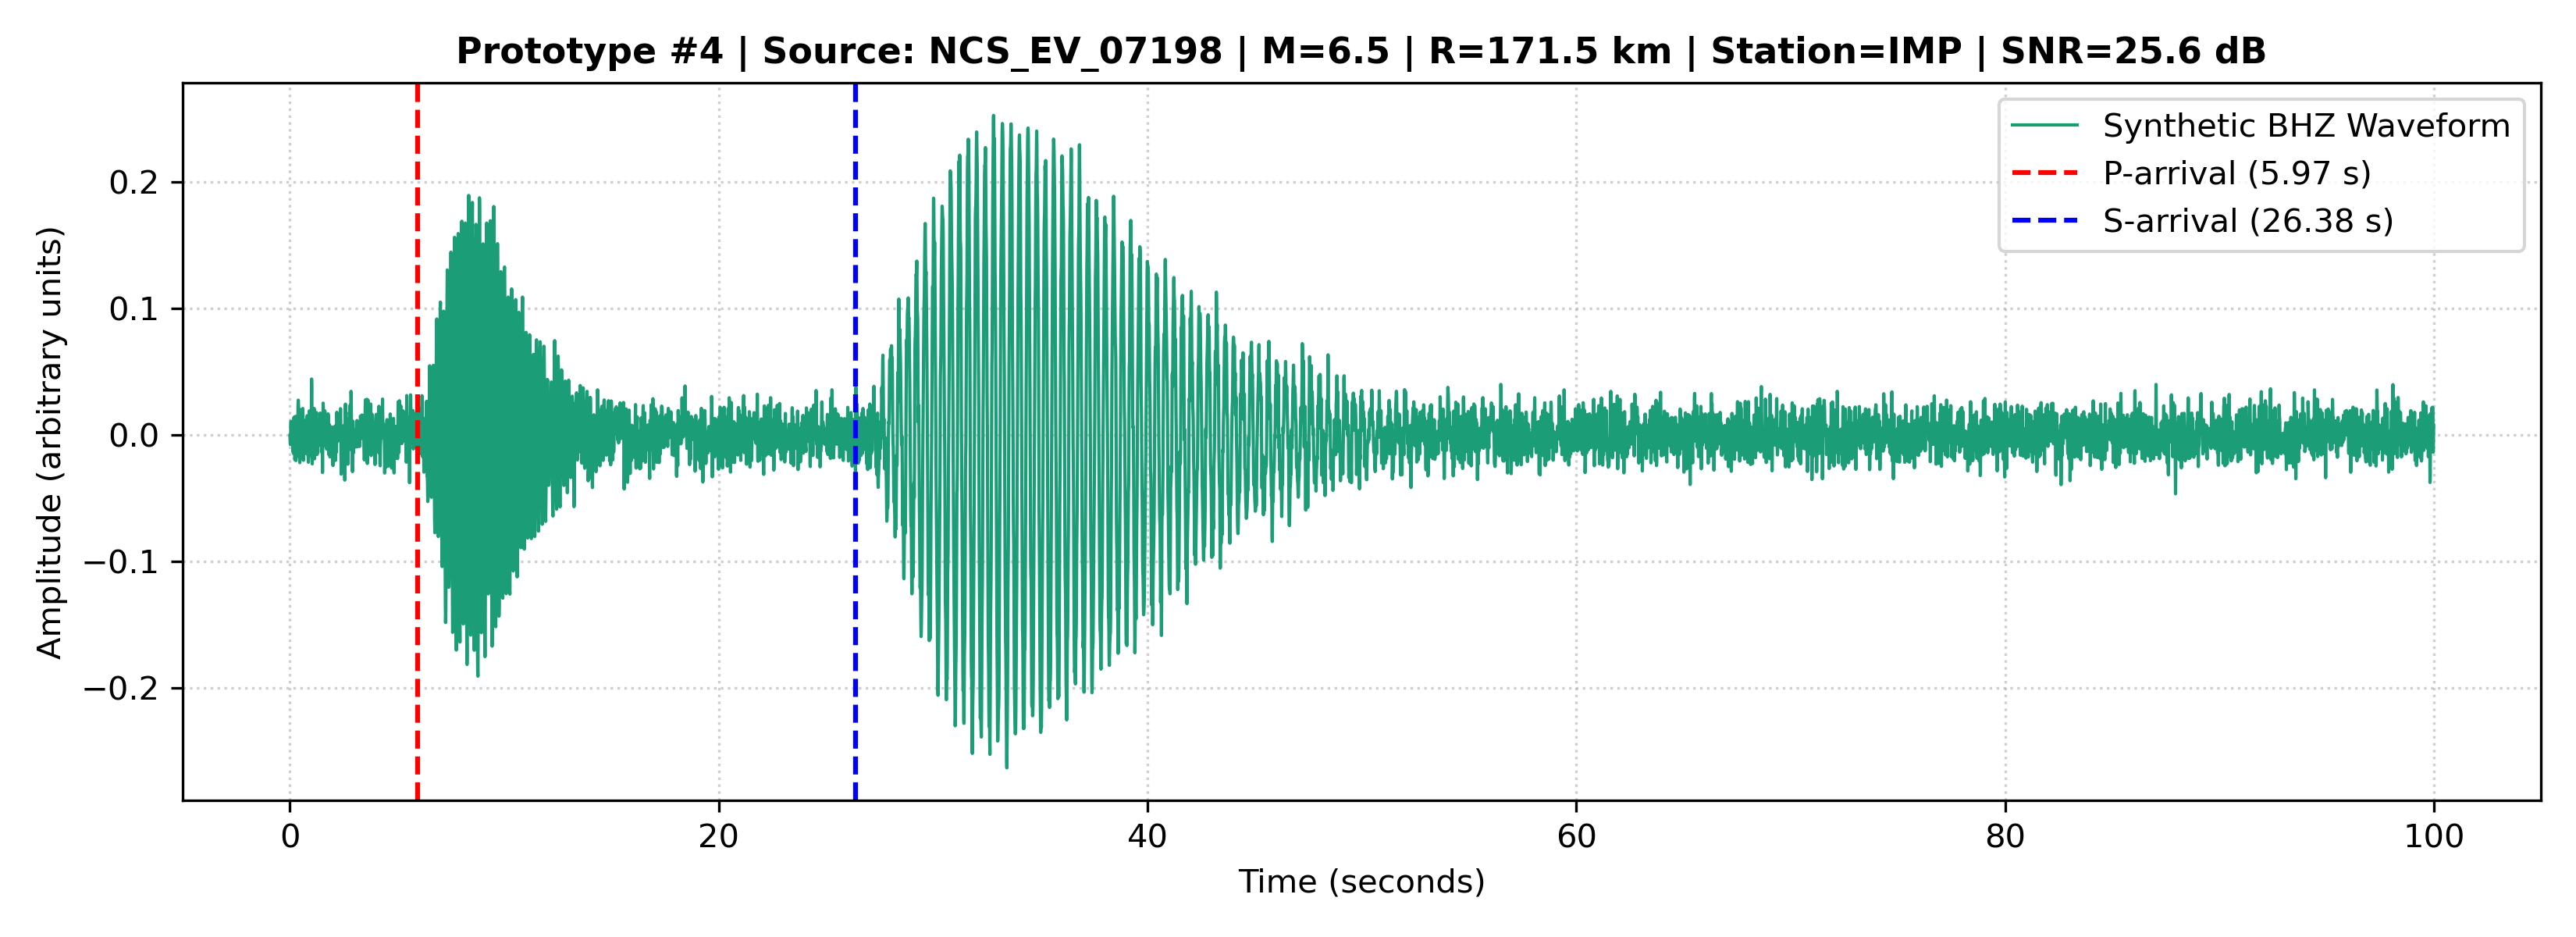 Prototype #4 | Source: NCS_EV_07198 | M=6.5 | R=171.5 km | Station=IMP | SNR=25.6 dB
Synthetic BHZ Waveform
P-arrival (5.97 s)
S-arrival (26.38 s)
Amplitude (arbitrary units)
0.2
0.1
0.0
−0.1
−0.2
0 20 40 60 80 100
Time (seconds)